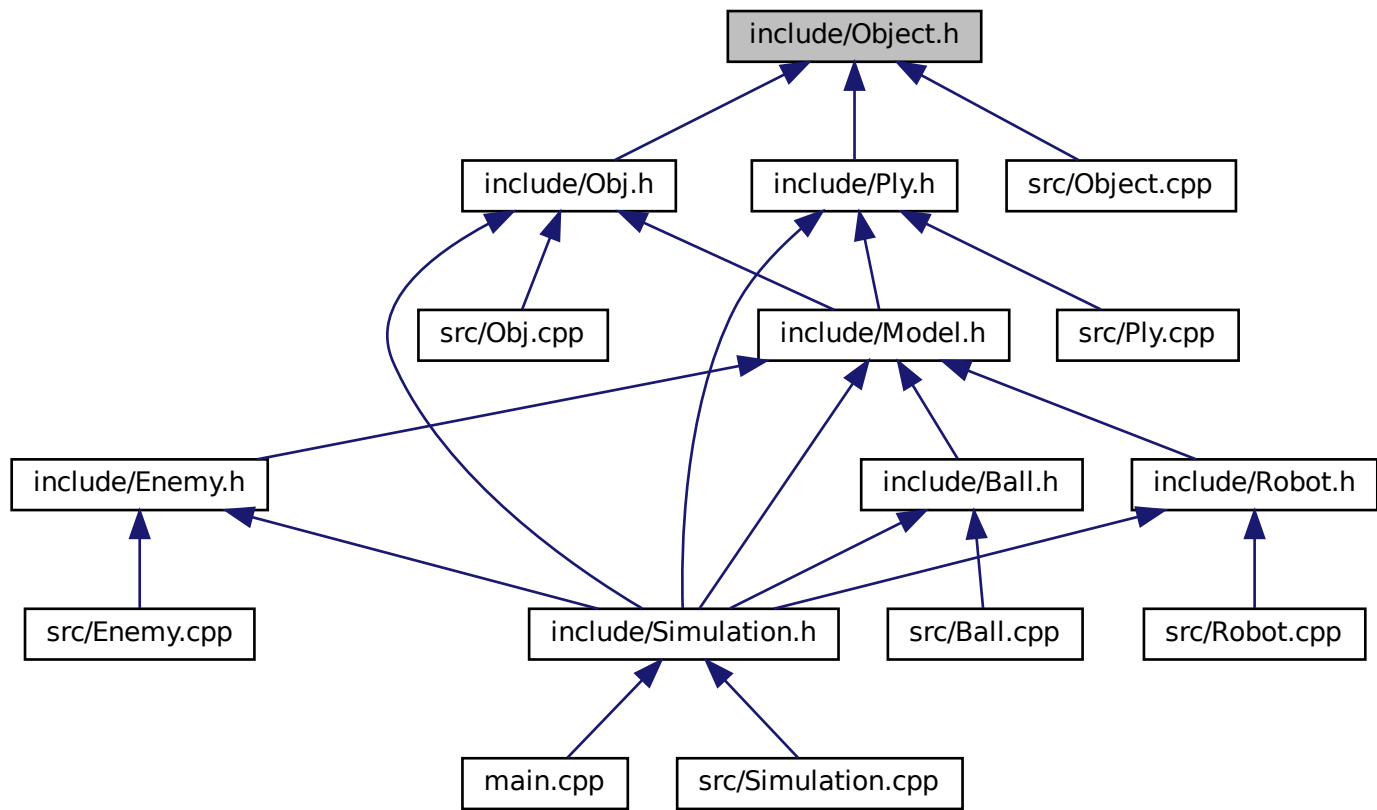 include/Object.h
include/Obj.h
include/Ply.h
src/Object.cpp
src/Obj.cpp
include/Model.h
src/Ply.cpp
include/Enemy.h
include/Ball.h
include/Robot.h
src/Enemy.cpp
include/Simulation.h
src/Ball.cpp
src/Robot.cpp
main.cpp
src/Simulation.cpp